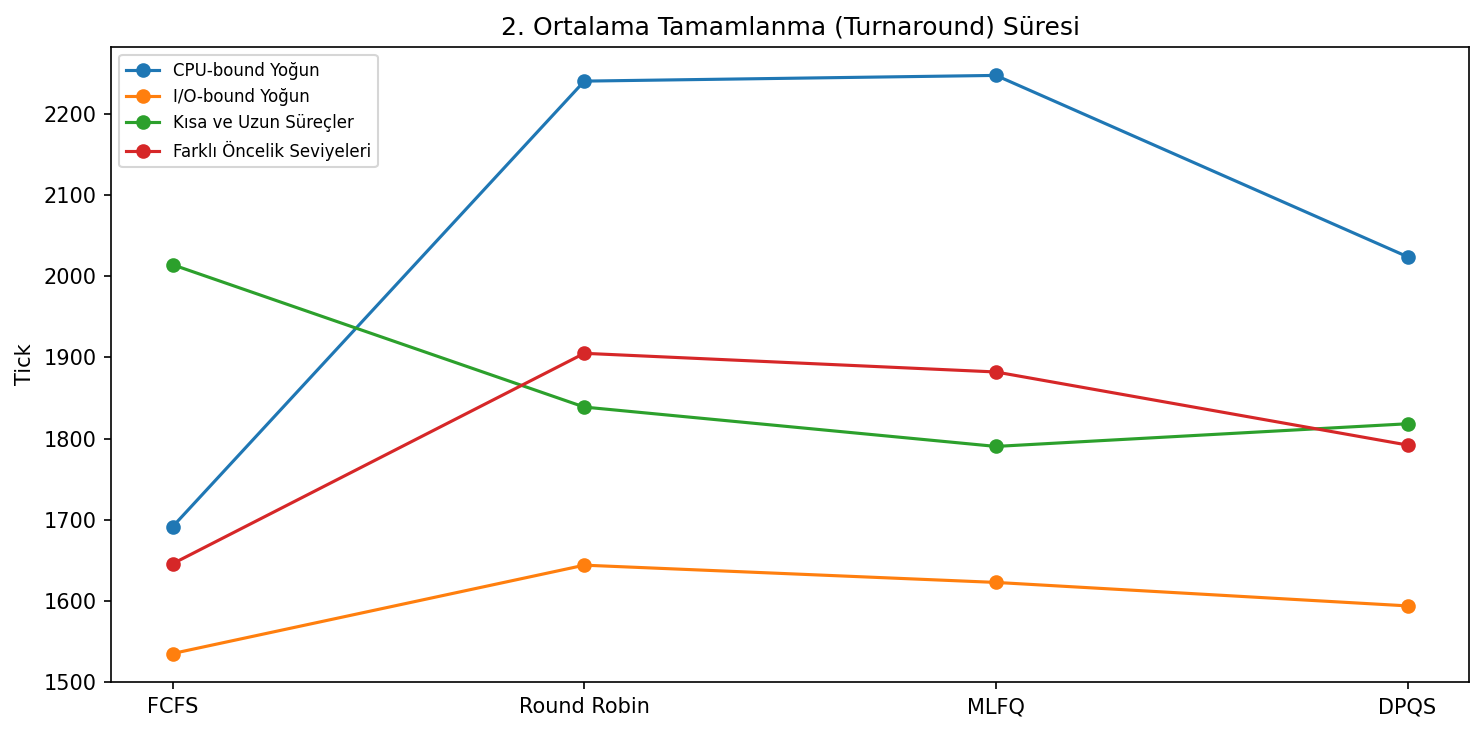 2. Ortalama Tamamlanma (Turnaround) Süresi
CPU-bound Yoğun
I/O-bound Yoğun
Kısa ve Uzun Süreçler
Farklı Öncelik Seviyeleri
Tick
2200
2100
2000
1900
1800
1700
1600
1500
FCFS Round Robin MLFQ DPQS